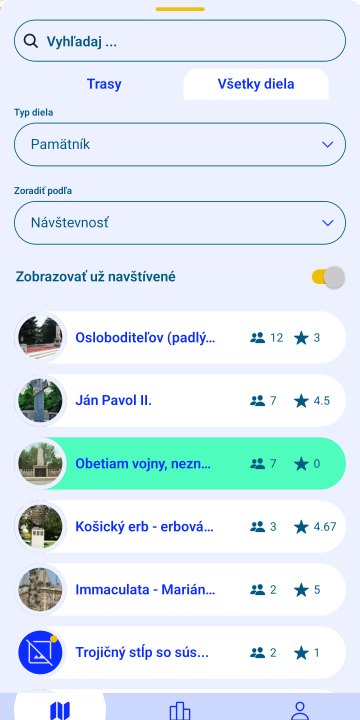 Vyhľadaj ...
Trasy
Všetky diela
Typ diela
Pamätník
Zoradiť podľa
Návštevnosť
Zobrazovať už navštívené
Osloboditeľov (padlý... 12 3
Ján Pavol II. 7 4.5
Obetiam vojny, nezn... 7 0
Košický erb - erbová... 3 4.67
Immaculata - Marián... 2 5
Trojičný stĺp so sús... 2 1